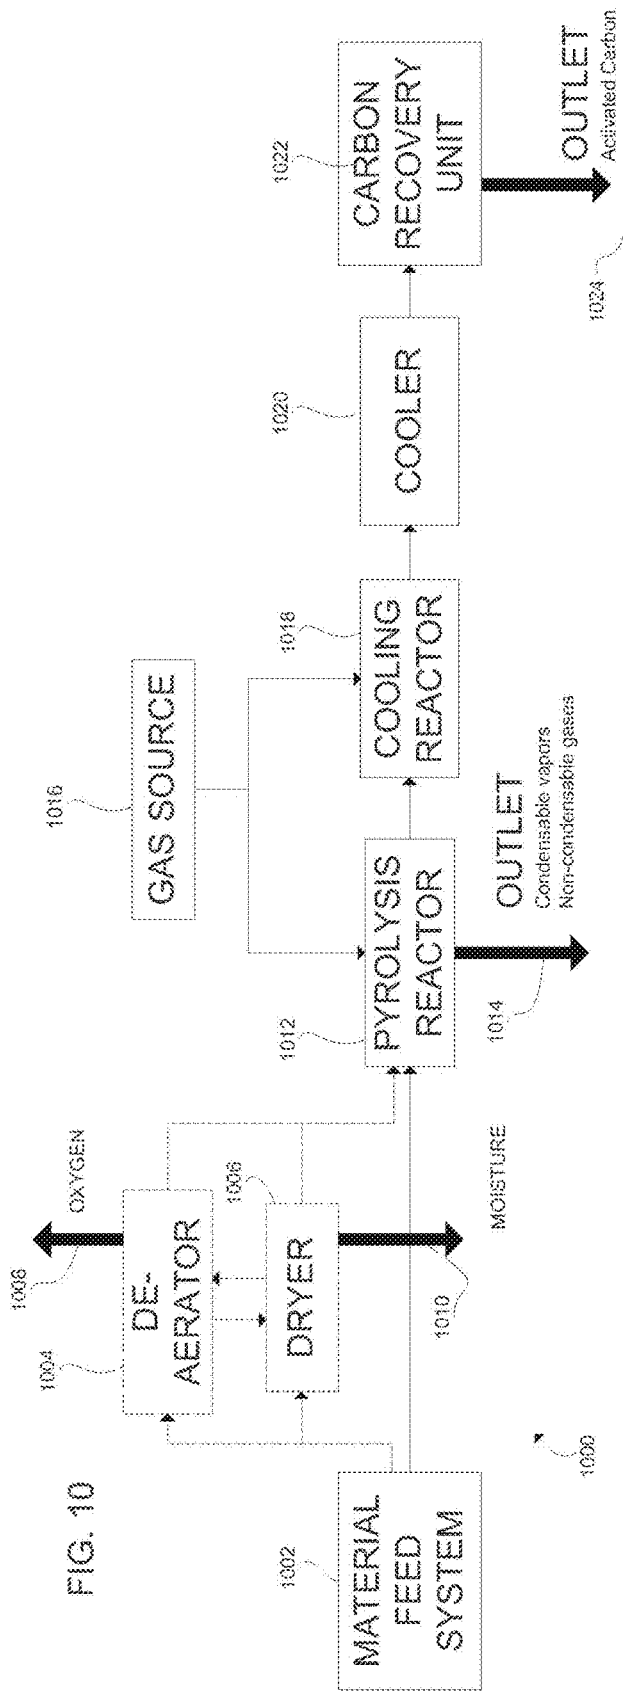 FIG. 10
1002
MATERIAL
FEED
SYSTEM
1000
1004
DE-
AERATOR
1008
OXYGEN
1006
DRYER
1010
MOISTURE
1012
PYROLYSIS
REACTOR
1014
OUTLET
Condensable vapors
Non-condensable gases
1016
GAS SOURCE
1018
COOLING
REACTOR
1020
COOLER
1022
CARBON
RECOVERY
UNIT
1024
OUTLET
Activated Carbon